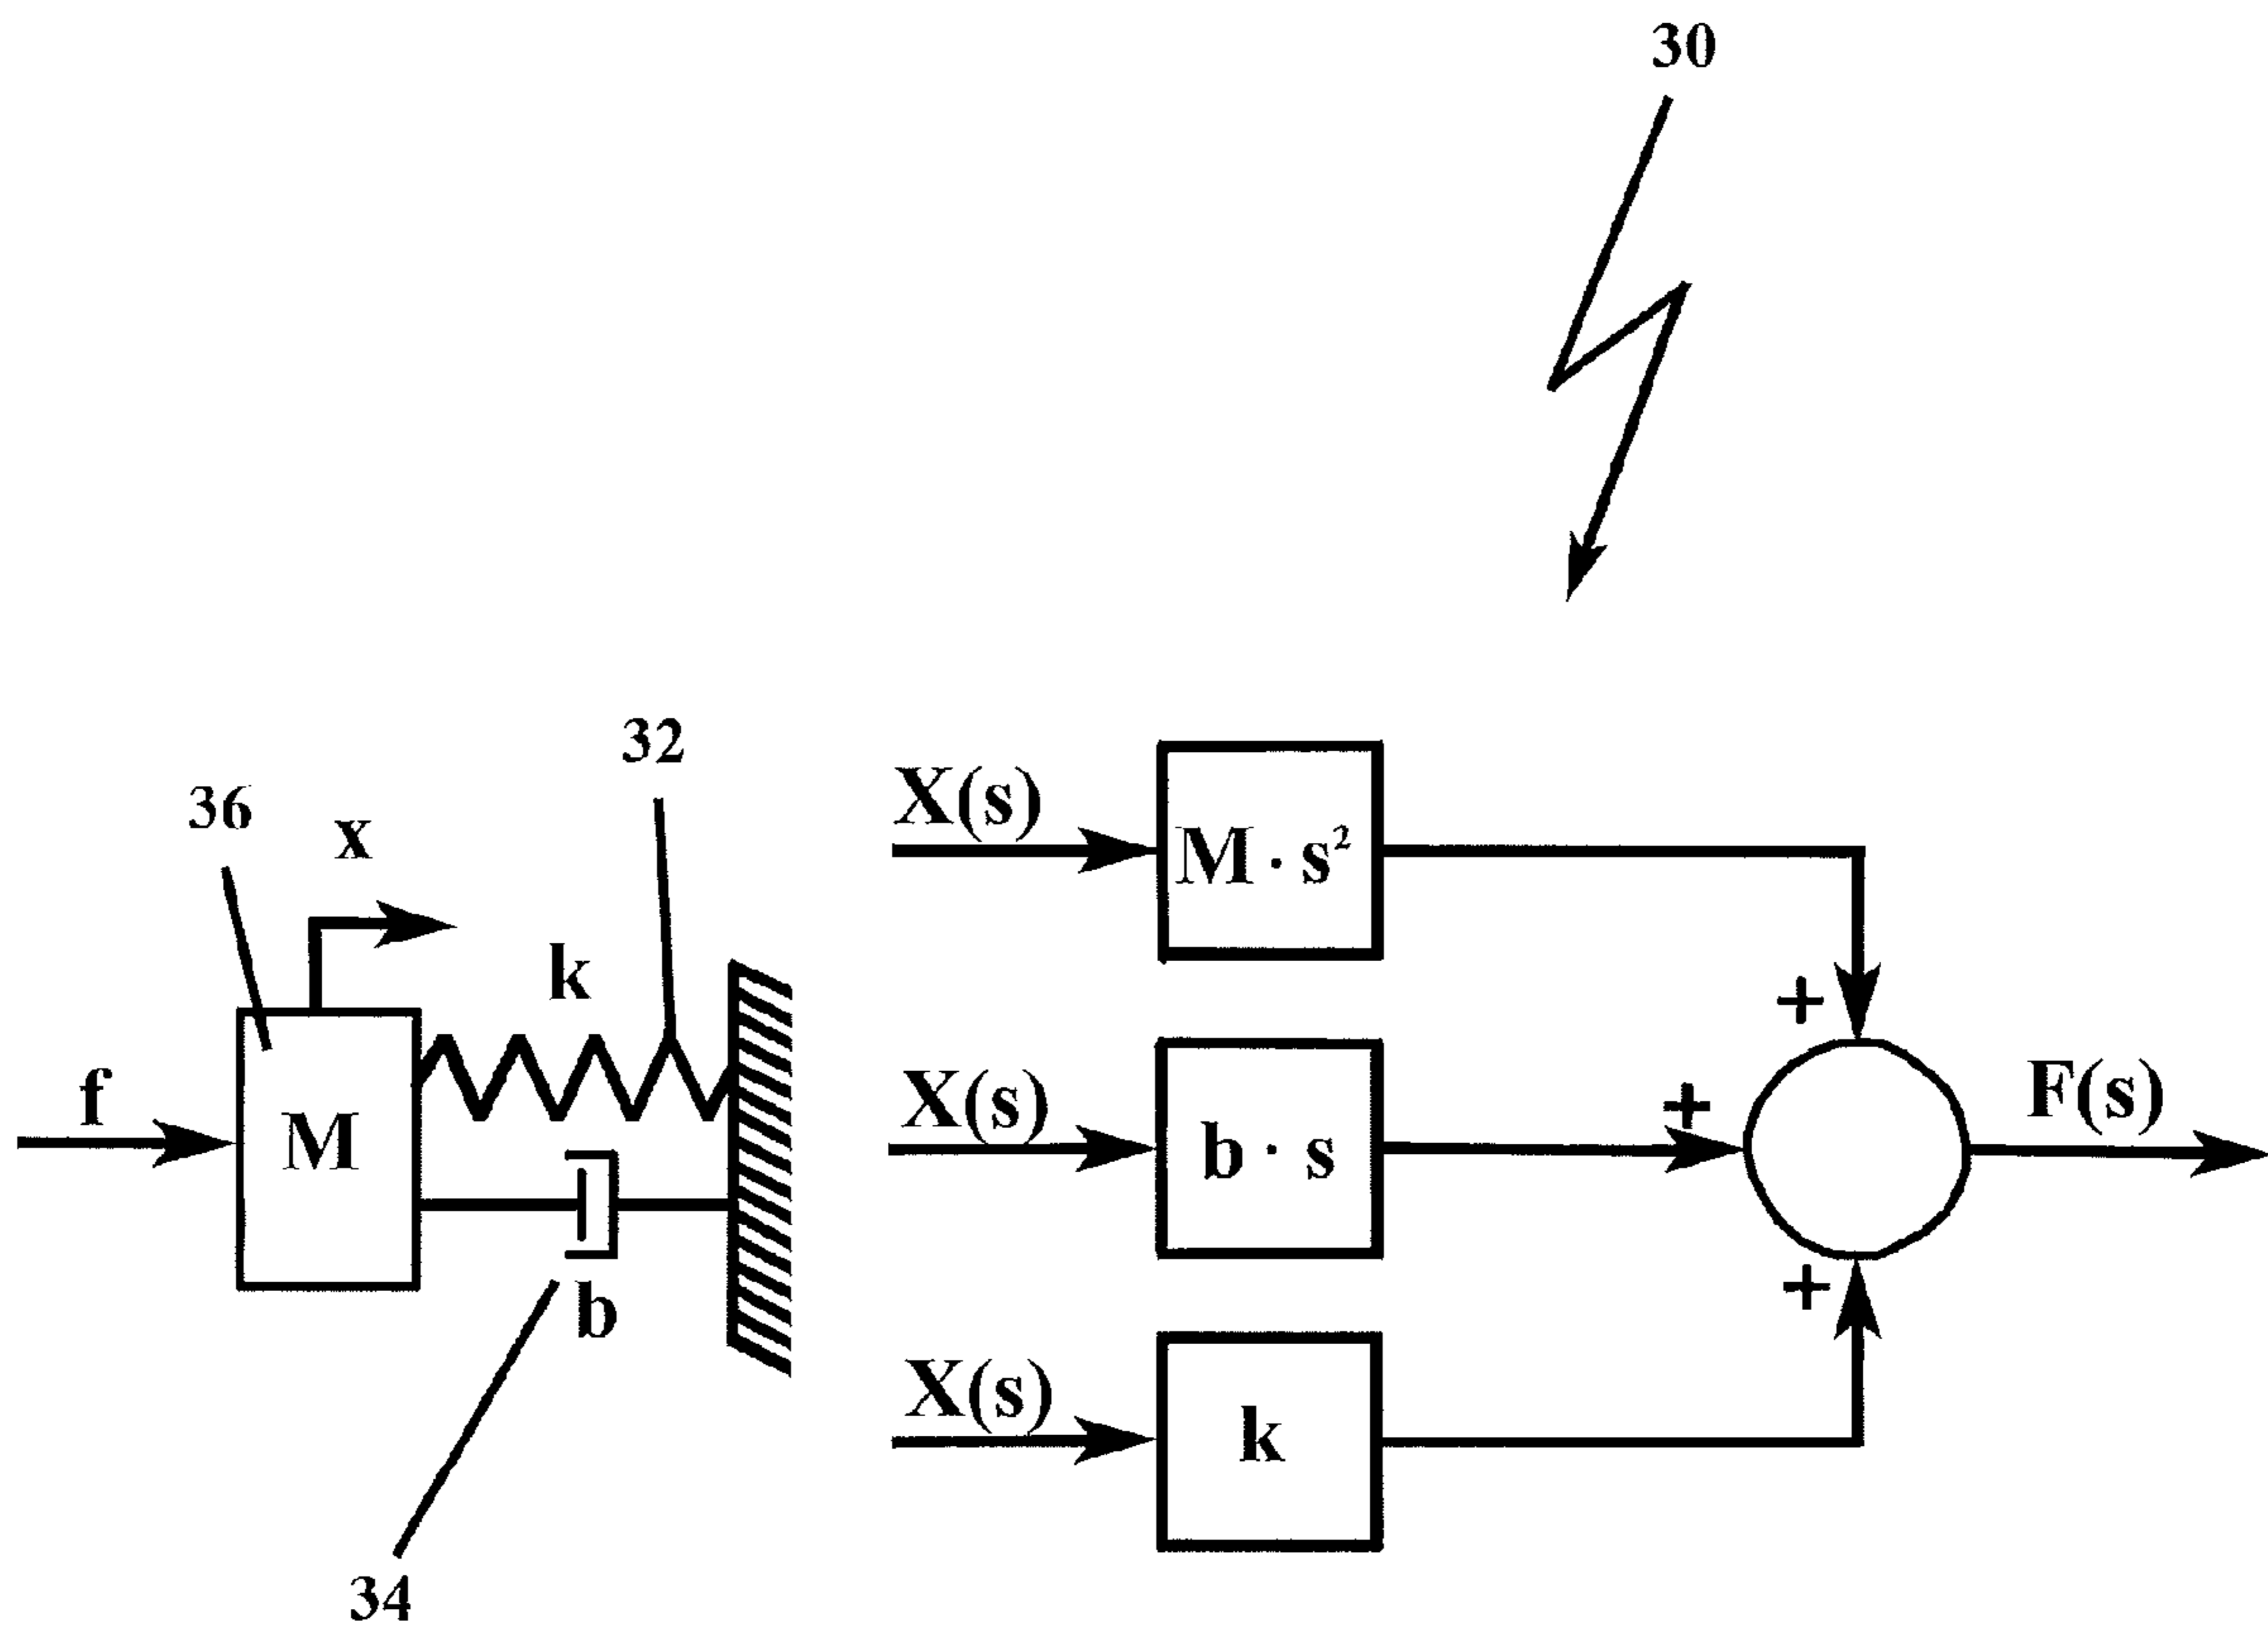 30
32
36
x
k
f
M
b
34
X(s)
M · s²
+
X(s)
b · s
+
F(s)
X(s)
k
+